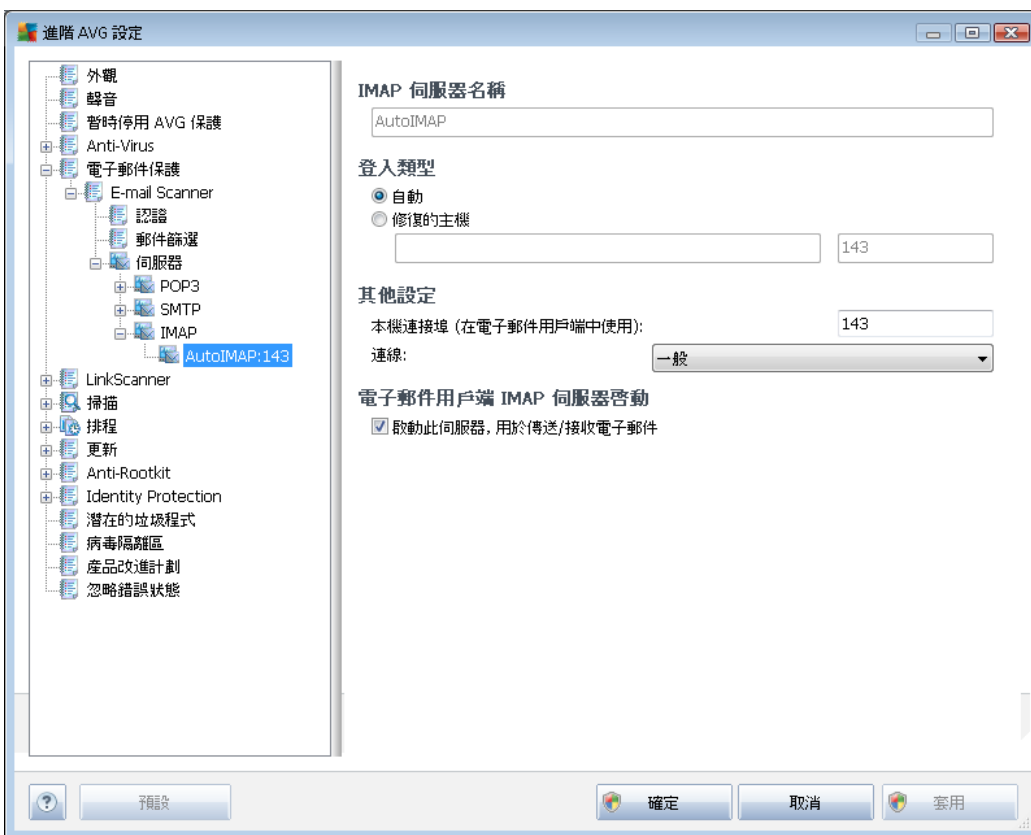 進階 AVG 設定
外觀
聲音
暫時停用 AVG 保護
Anti-Virus
電子郵件保護
E-mail Scanner
認證
郵件篩選
伺服器
POP3
SMTP
IMAP
AutoIMAP:143
LinkScanner
掃描
排程
更新
Anti-Rootkit
Identity Protection
潛在的垃圾程式
病毒隔離區
產品改進計劃
忽略錯誤狀態
IMAP 伺服器名稱
AutoIMAP
登入類型
自動
修復的主機
143
其他設定
本機連接埠 (在電子郵件用戶端中使用):
143
連線:
一般
電子郵件用戶端 IMAP 伺服器啓動
啟動此伺服器, 用於傳送/接收電子郵件
?
預設
確定
取消
套用